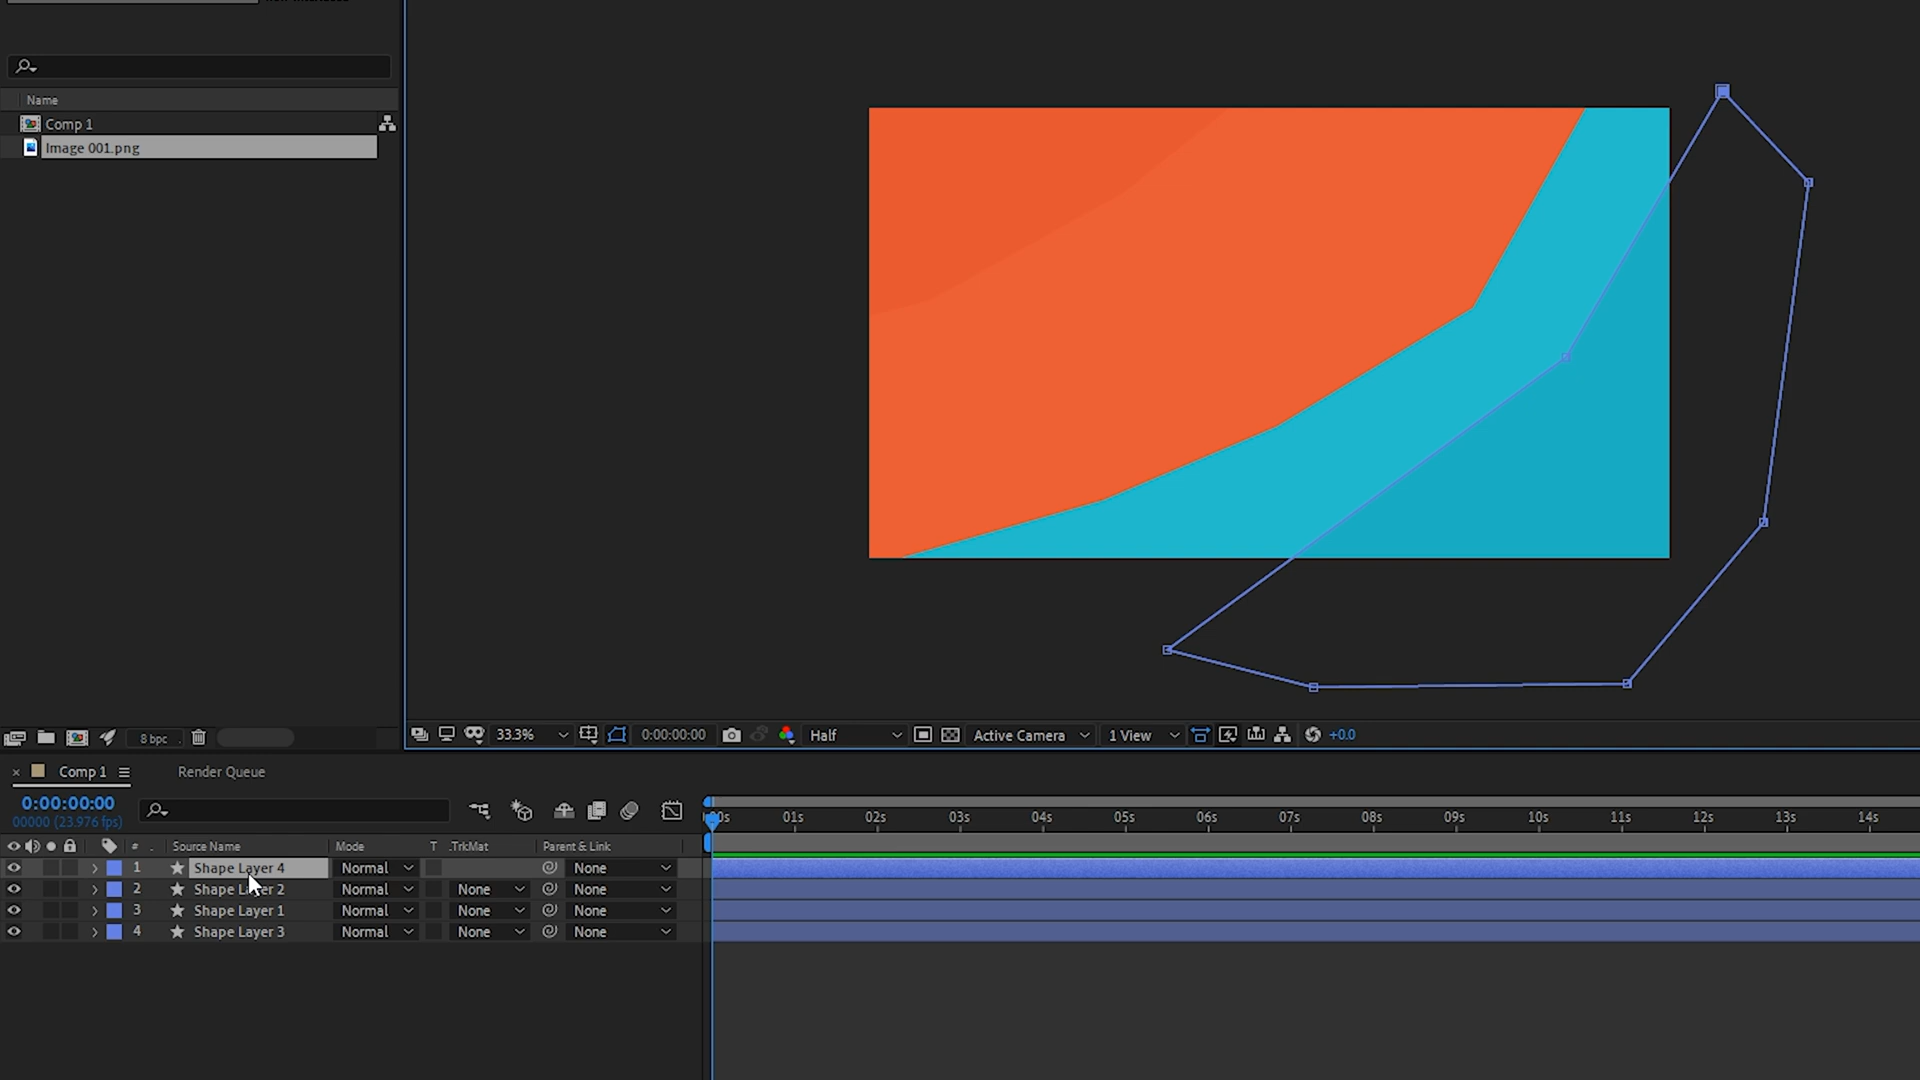 Name
Comp 1
Image 001.png
8 bpc
33.3%
0:00:00:00
Half
Active Camera
1 View
+0.0
Comp 1
Render Queue
0:00:00:00
00000 (23.976 fps)
01s 02s 03s 04s 05s 06s 07s 08s 09s 10s 11s 12s 13s 14s
# . Source Name Mode T .TrkMat Parent & Link
1 Shape Layer 4 Normal None
2 Shape Layer 2 Normal None None
3 Shape Layer 1 Normal None None
4 Shape Layer 3 Normal None None